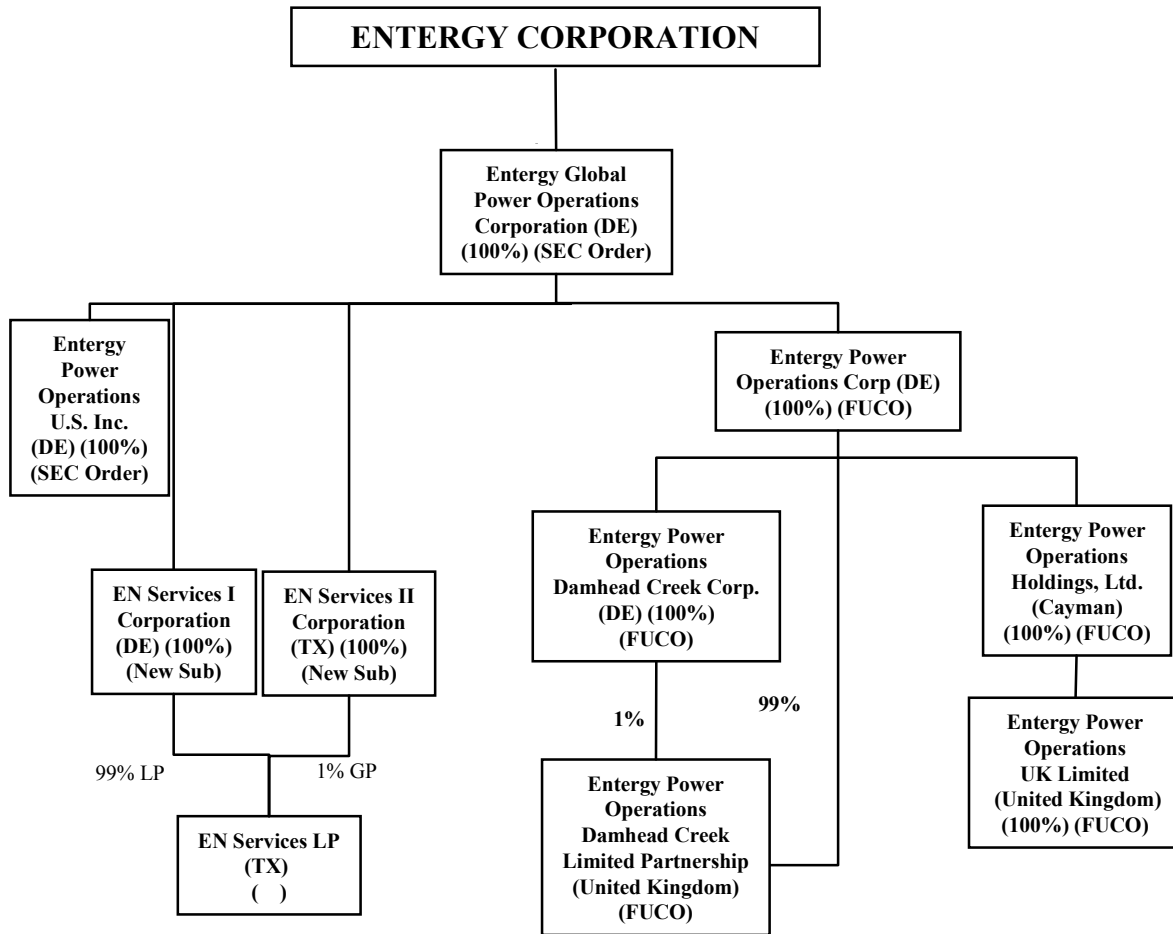 ENTERGY CORPORATION
Entergy Global
Power Operations
Corporation (DE)
(100%) (SEC Order)
Entergy
Power
Operations
U.S. Inc.
(DE) (100%)
(SEC Order)
Entergy Power
Operations Corp (DE)
(100%) (FUCO)
EN Services I
Corporation
(DE) (100%)
(New Sub)
EN Services II
Corporation
(TX) (100%)
(New Sub)
Entergy Power
Operations
Damhead Creek Corp.
(DE) (100%)
(FUCO)
Entergy Power
Operations
Holdings, Ltd.
(Cayman)
(100%) (FUCO)
99% LP
1% GP
1%
99%
EN Services LP
(TX)
( )
Entergy Power
Operations
Damhead Creek
Limited Partnership
(United Kingdom)
(FUCO)
Entergy Power
Operations
UK Limited
(United Kingdom)
(100%) (FUCO)